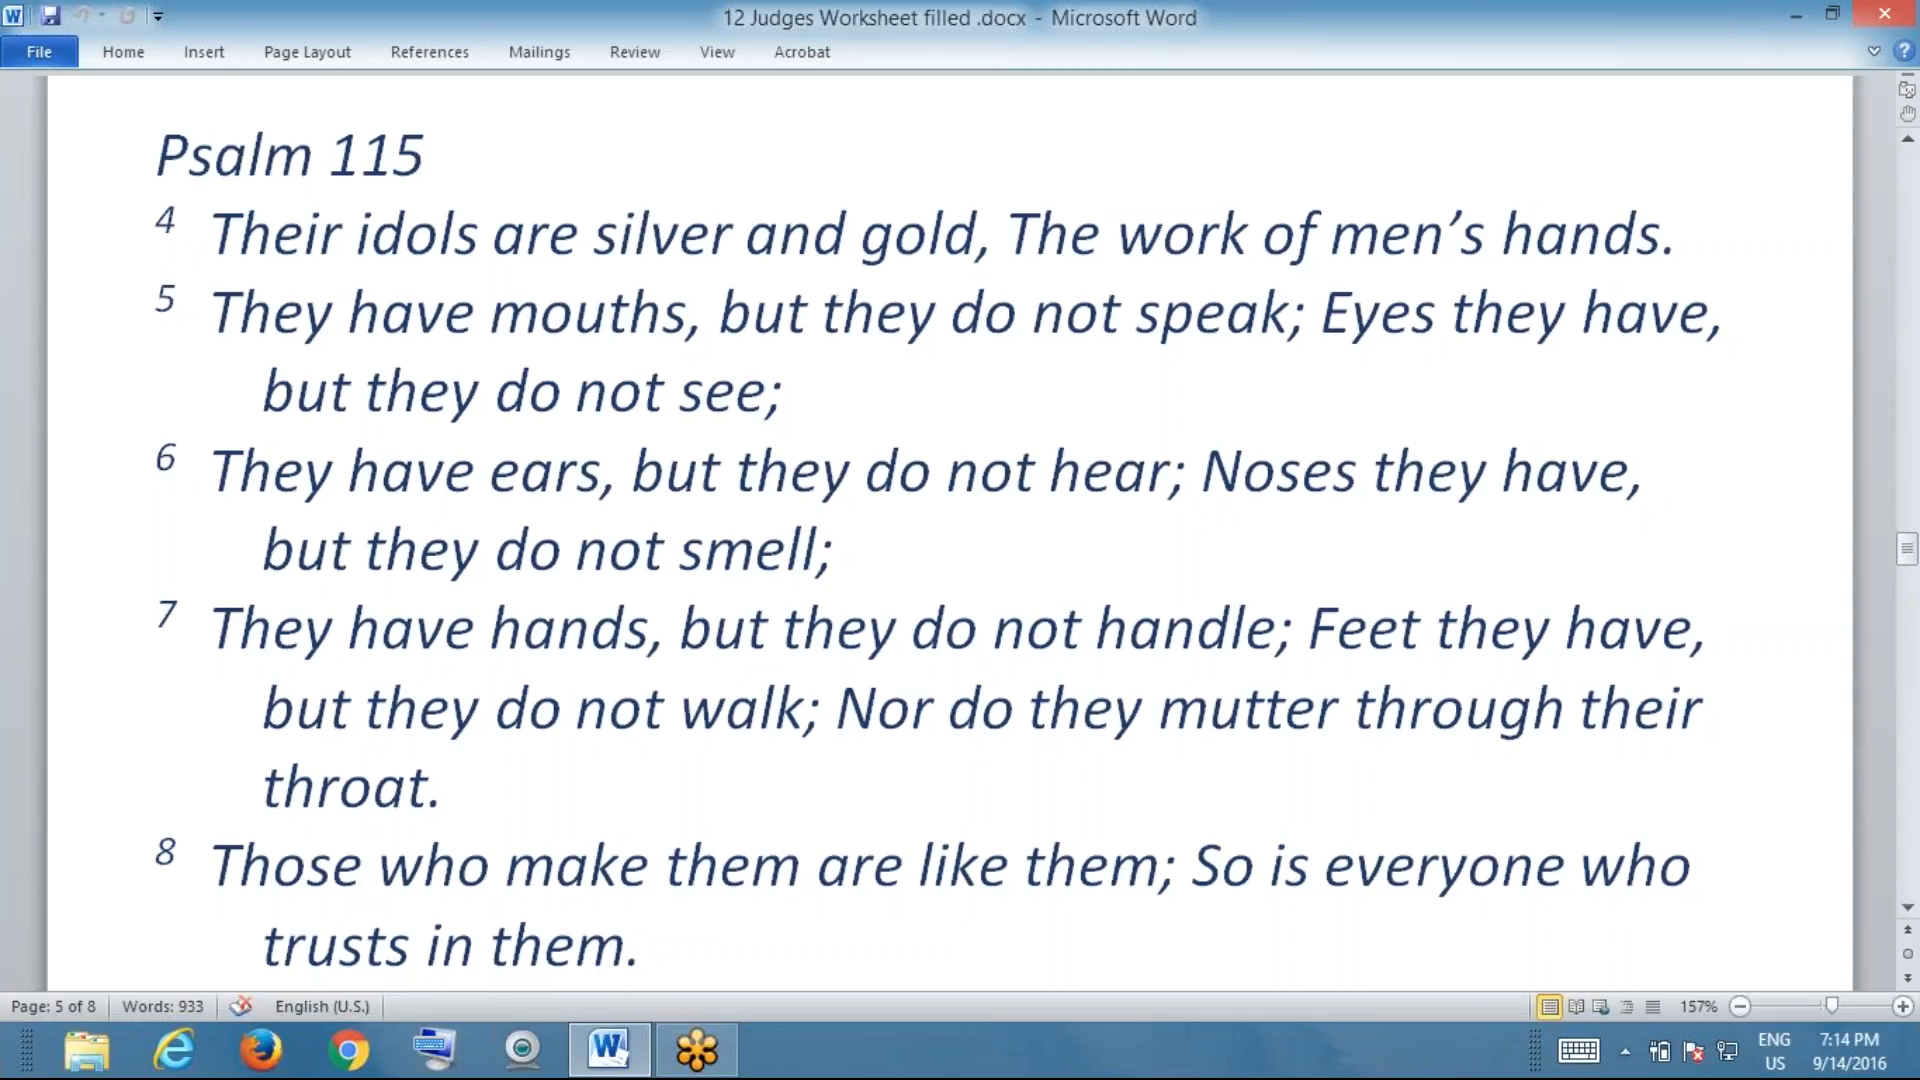 12 Judges Worksheet filled .docx - Microsoft Word
File Home Insert Page Layout References Mailings Review View Acrobat
Psalm 115
4 Their idols are silver and gold, The work of men’s hands.
5 They have mouths, but they do not speak; Eyes they have,
but they do not see;
6 They have ears, but they do not hear; Noses they have,
but they do not smell;
7 They have hands, but they do not handle; Feet they have,
but they do not walk; Nor do they mutter through their
throat.
8 Those who make them are like them; So is everyone who
trusts in them.
Page: 5 of 8 Words: 933 English (U.S.) 157%
ENG 7:14 PM
US 9/14/2016